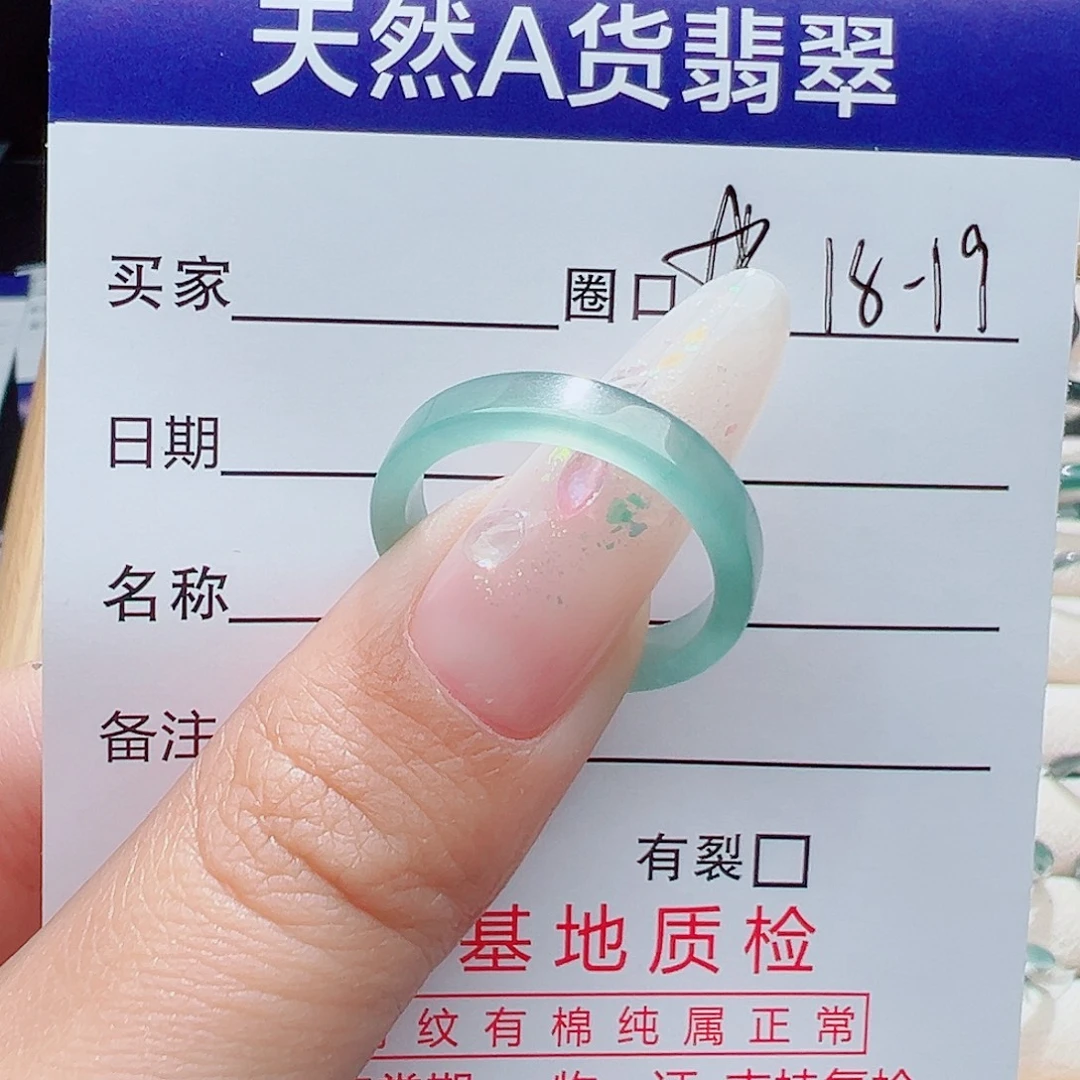 天然A货翡翠
买家 圈口 18-19
日期
名称
备注
有裂
基地质检
纹有棉纯属正常